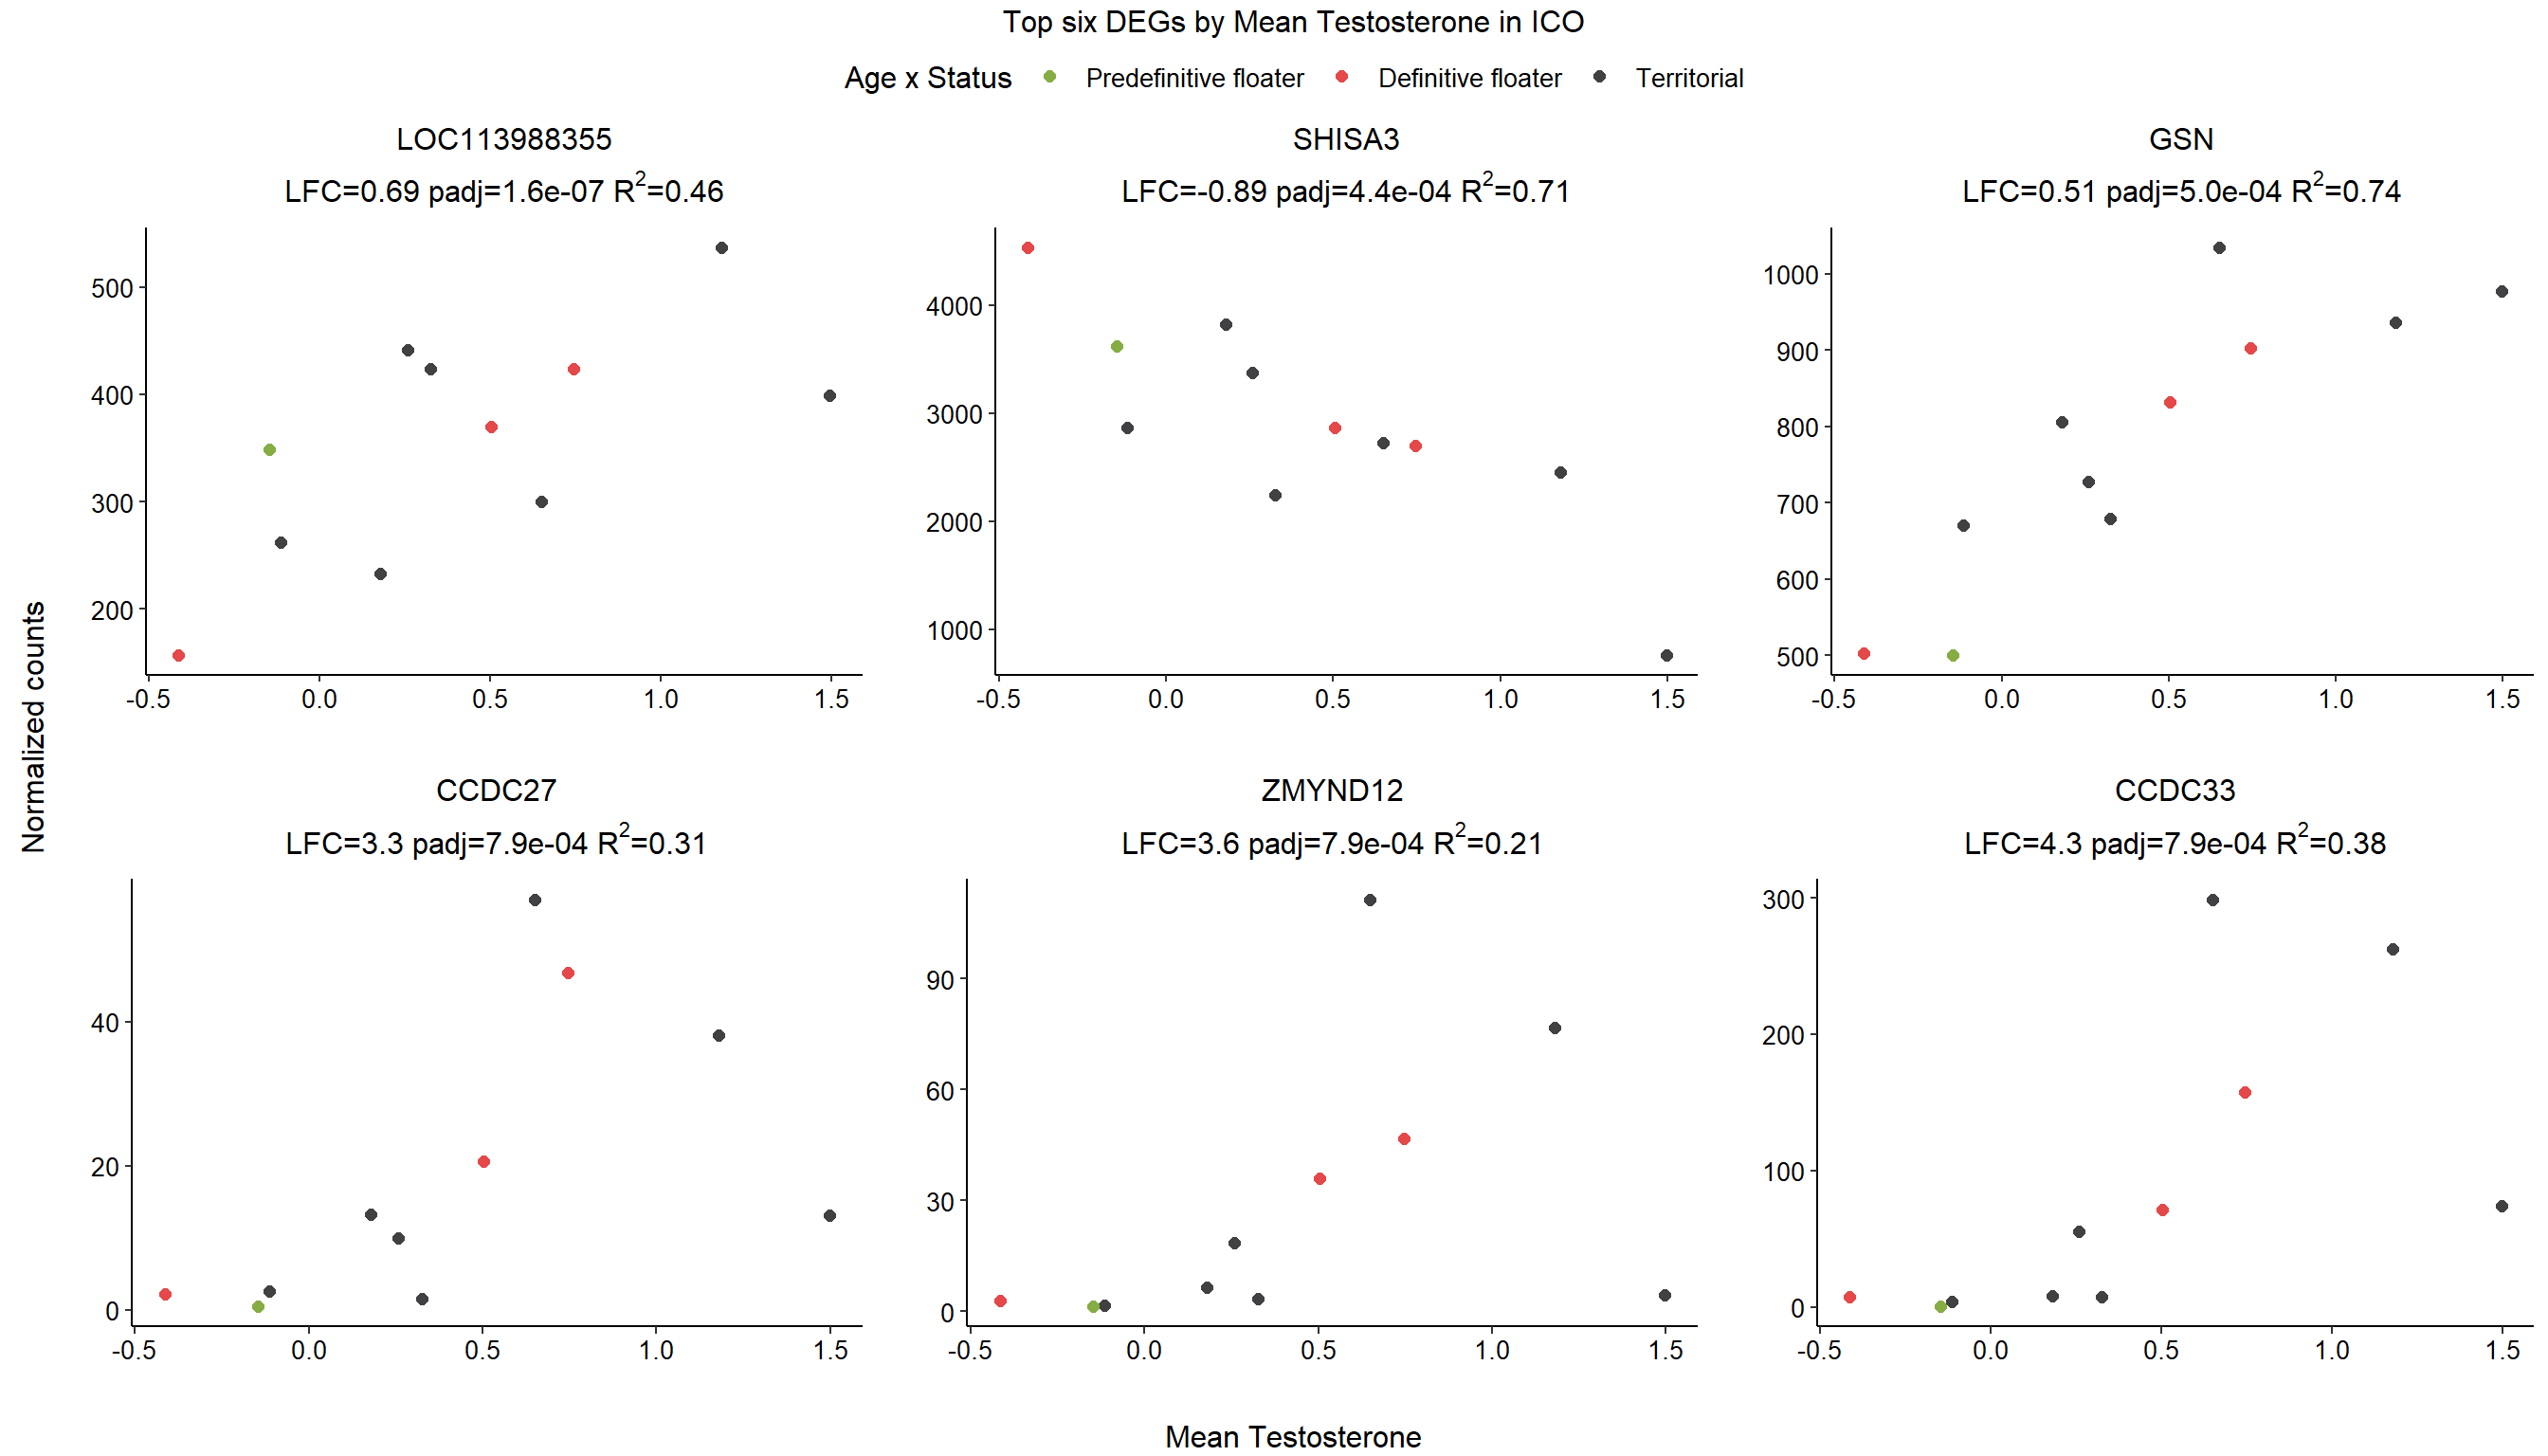 Top six DEGs by Mean Testosterone in ICO
Age x Status Predefinitive floater Definitive floater Territorial
LOC113988355
LFC=0.69 padj=1.6e-07 R²=0.46
500
400
300
200
-0.5 0.0 0.5 1.0 1.5
SHISA3
LFC=-0.89 padj=4.4e-04 R²=0.71
4000
3000
2000
1000
-0.5 0.0 0.5 1.0 1.5
GSN
LFC=0.51 padj=5.0e-04 R²=0.74
1000
900
800
700
600
500
-0.5 0.0 0.5 1.0 1.5
Normalized counts
CCDC27
LFC=3.3 padj=7.9e-04 R²=0.31
40
20
0
-0.5 0.0 0.5 1.0 1.5
ZMYND12
LFC=3.6 padj=7.9e-04 R²=0.21
90
60
30
0
-0.5 0.0 0.5 1.0 1.5
CCDC33
LFC=4.3 padj=7.9e-04 R²=0.38
300
200
100
0
-0.5 0.0 0.5 1.0 1.5
Mean Testosterone